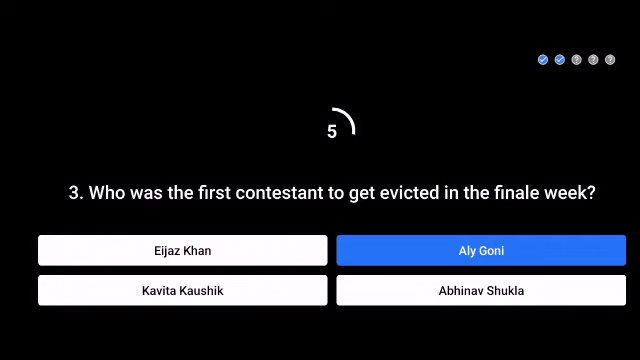 5
3. Who was the first contestant to get evicted in the finale week?
Eijaz Khan
Aly Goni
Kavita Kaushik
Abhinav Shukla